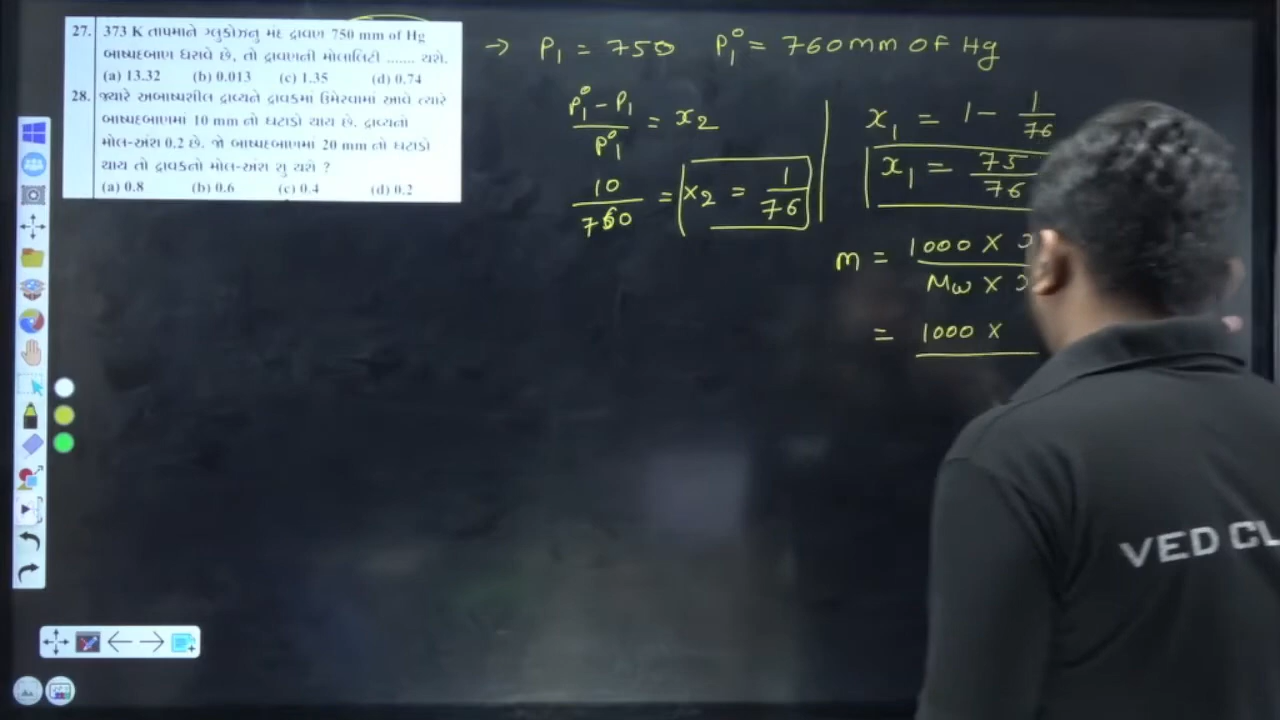 27. 373 K તાપમાને ગ્લુકોઝનું મંદ દ્રાવણ 750 mm of Hg
બાષ્પદબાણ ધરાવે છે, તો દ્રાવણની મોલાલિટી ....... થશે.
(a) 13.32 (b) 0.013 (c) 1.35 (d) 0.74
28. જ્યારે અબાષ્પશીલ દ્રાવ્યને દ્રાવકમાં ઉમેરવામાં આવે ત્યારે
બાષ્પદબાણમાં 10 mm નો ઘટાડો થાય છે. દ્રાવ્યનો
મોલ-અંશ 0.2 છે. જો બાષ્પદબાણમાં 20 mm નો ઘટાડો
થાય તો દ્રાવકનો મોલ-અંશ શુ થશે ?
(a) 0.8 (b) 0.6 (c) 0.4 (d) 0.2
→ P₁ = 750 P₁° = 760 mm OF Hg
P₁° - P₁ / P₁° = x₂
10 / 760 = x₂ = 1 / 76
x₁ = 1 - 1 / 76
x₁ = 75 / 76
m = 1000 X / Mw X
= 1000 X
VED CL